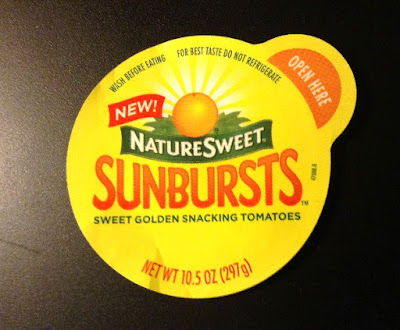 WASH BEFORE EATING
FOR BEST TASTE DO NOT REFRIGERATE
OPEN HERE
NEW!
NATURESWEET®
SUNBURSTS™
SWEET GOLDEN SNACKING TOMATOES
NET WT 10.5 OZ (297g)